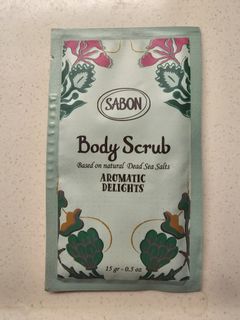 SABON
Body Scrub
Based on natural Dead Sea Salts
AROMATIC
DELIGHTS
15 gr - 0.5 oz